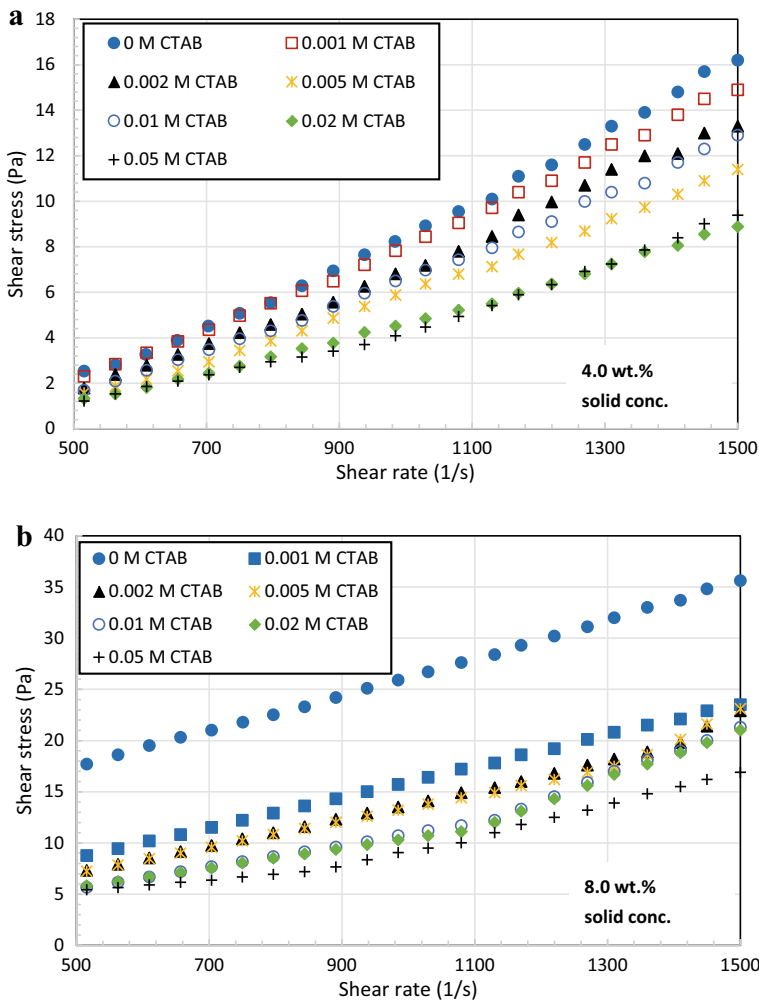 a
18
16
14
12
10
8
6
4
2
0
Shear stress (Pa)
0 M CTAB
0.001 M CTAB
0.002 M CTAB
0.005 M CTAB
0.01 M CTAB
0.02 M CTAB
0.05 M CTAB
4.0 wt.%
solid conc.
500 700 900 1100 1300 1500
Shear rate (1/s)
b
40
35
30
25
20
15
10
5
0
Shear stress (Pa)
0 M CTAB
0.001 M CTAB
0.002 M CTAB
0.005 M CTAB
0.01 M CTAB
0.02 M CTAB
0.05 M CTAB
8.0 wt.%
solid conc.
500 700 900 1100 1300 1500
Shear rate (1/s)